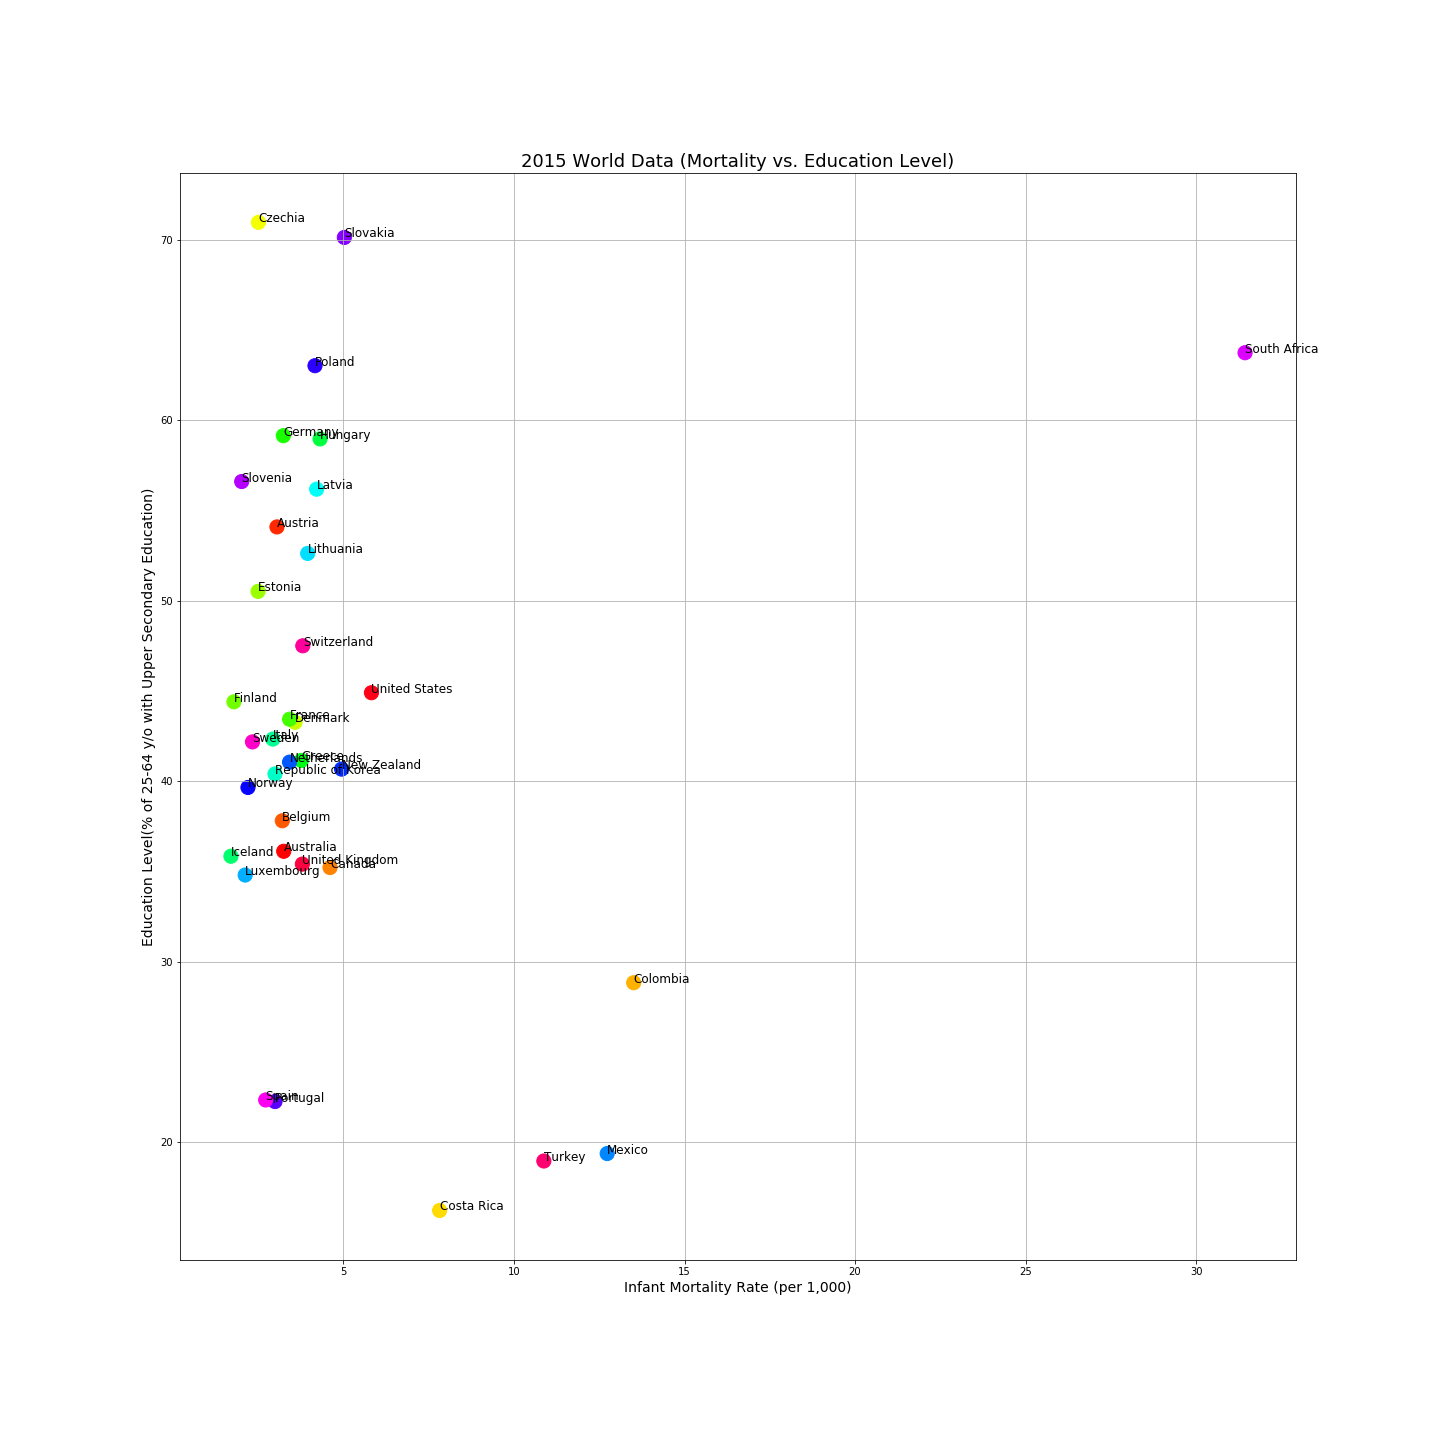 2015 World Data (Mortality vs. Education Level)
Czechia
Slovakia
70
South Africa
Poland
60
Germany
Hungary
Slovenia
Latvia
Austria
Lithuania
Estonia
50
Switzerland
United States
Finland
France
Denmark
Italy
Sweden
Greece
Netherlands
New Zealand
Republic of Korea
40
Norway
Belgium
Australia
Iceland
United Kingdom
Canada
Luxembourg
30
Colombia
Spain
Portugal
20
Mexico
Turkey
Costa Rica
Education Level(% of 25-64 y/o with Upper Secondary Education)
5 10 15 20 25 30
Infant Mortality Rate (per 1,000)